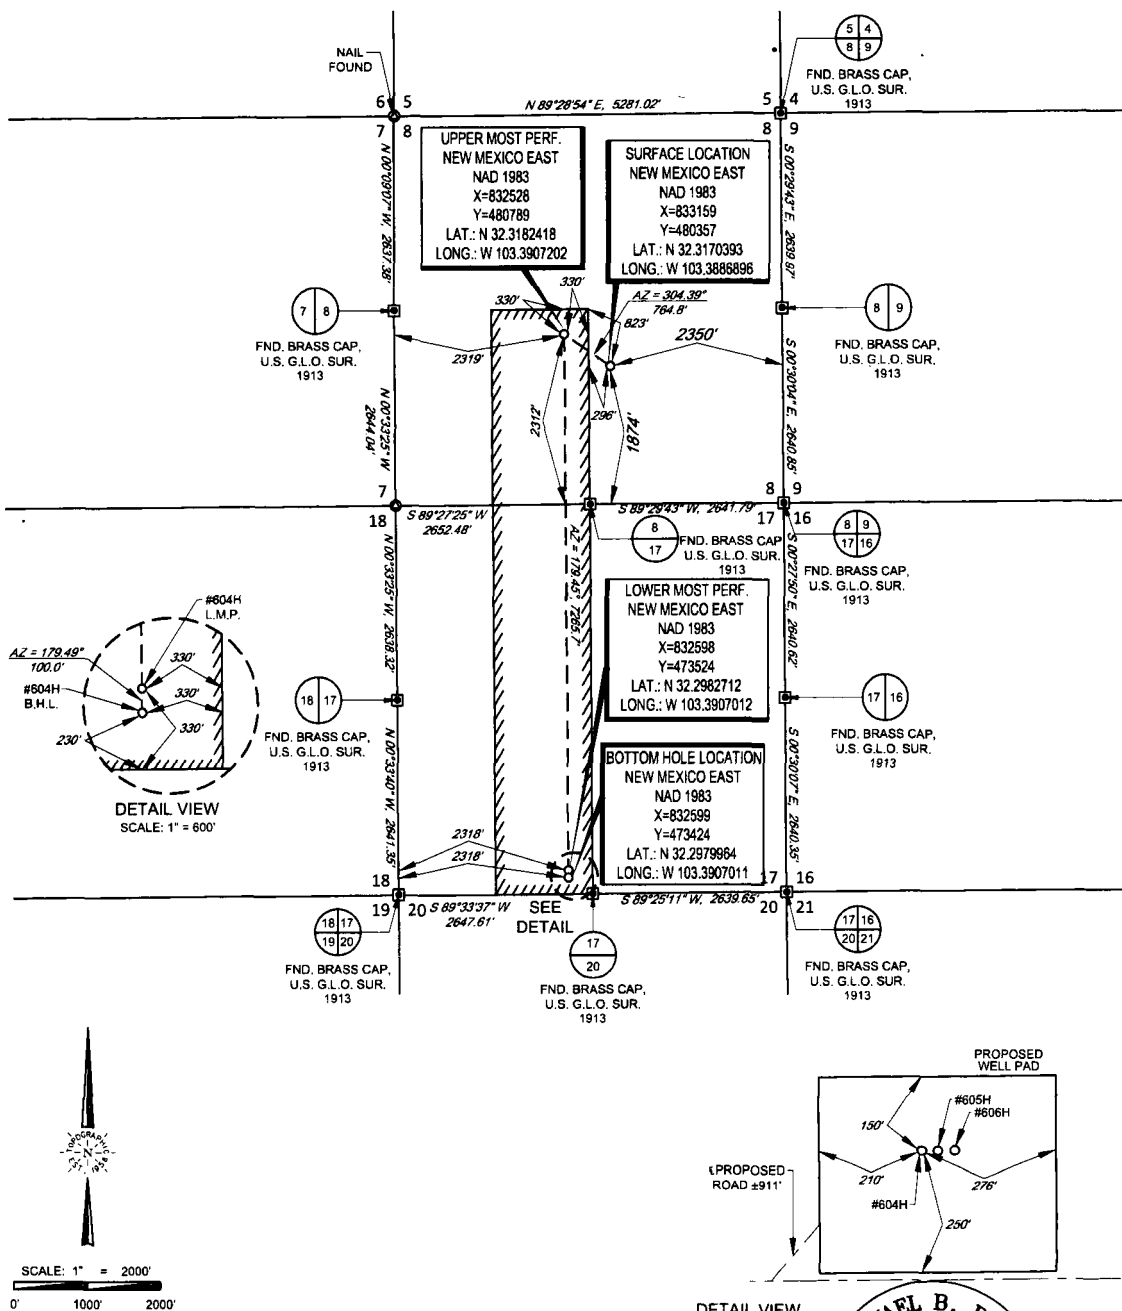 5 4
8 9
FND. BRASS CAP,
U.S. G.L.O. SUR.
1913
NAIL
FOUND
6 5
7 8
N 89°28'54" E, 5281.02'
5 4
8 9
UPPER MOST PERF.
NEW MEXICO EAST
NAD 1983
X=832528
Y=480789
LAT.: N 32.3182418
LONG.: W 103.3907202
SURFACE LOCATION
NEW MEXICO EAST
NAD 1983
X=833159
Y=480357
LAT.: N 32.3170393
LONG.: W 103.3886896
N 00°09'07" W, 2637.38'
S 00°29'43" E, 2639.87'
7 8
FND. BRASS CAP,
U.S. G.L.O. SUR.
1913
330'
330'
AZ = 304.39°
764.8'
823'
2350'
2319'
8 9
FND. BRASS CAP,
U.S. G.L.O. SUR.
1913
N 00°33'25" W
2644.04'
2312'
296'
1874'
S 00°30'04" E, 2640.85'
7
18
S 89°27'25" W
2652.48'
S 89°29'43" W, 2641.79'
8 9
17 16
8
17
FND. BRASS CAP,
U.S. G.L.O. SUR.
1913
8 9
17 16
FND. BRASS CAP,
U.S. G.L.O. SUR.
1913
AZ = 179.45°, 7265.7'
N 00°33'25" W, 2638.32'
S 00°27'50" E, 2640.62'
LOWER MOST PERF.
NEW MEXICO EAST
NAD 1983
X=832598
Y=473524
LAT.: N 32.2982712
LONG.: W 103.3907012
#604H
L.M.P.
AZ = 179.49°
100.0'
#604H
B.H.L.
330'
330'
330'
230'
DETAIL VIEW
SCALE: 1" = 600'
18 17
FND. BRASS CAP,
U.S. G.L.O. SUR.
1913
17 16
FND. BRASS CAP,
U.S. G.L.O. SUR.
1913
BOTTOM HOLE LOCATION
NEW MEXICO EAST
NAD 1983
X=832599
Y=473424
LAT.: N 32.2979964
LONG.: W 103.3907011
N 00°33'40" W, 2641.35'
S 00°30'07" E, 2640.35'
2318'
2318'
18
19 20
S 89°33'37" W
2647.61'
SEE
DETAIL
S 89°25'11" W, 2639.65'
17 16
20 21
18 17
19 20
FND. BRASS CAP,
U.S. G.L.O. SUR.
1913
17
20
FND. BRASS CAP,
U.S. G.L.O. SUR.
1913
17 16
20 21
FND. BRASS CAP,
U.S. G.L.O. SUR.
1913
TOPOGRAPHIC
N
EST. 1958
SCALE: 1" = 2000'
0' 1000' 2000'
PROPOSED
WELL PAD
#605H
#606H
150'
210'
276'
#604H
250'
PROPOSED
ROAD ±911'
DETAIL VIEW